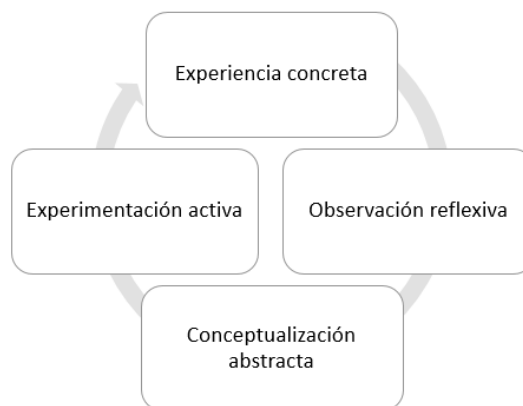 Experiencia concreta
Experimentación activa
Observación reflexiva
Conceptualización
abstracta